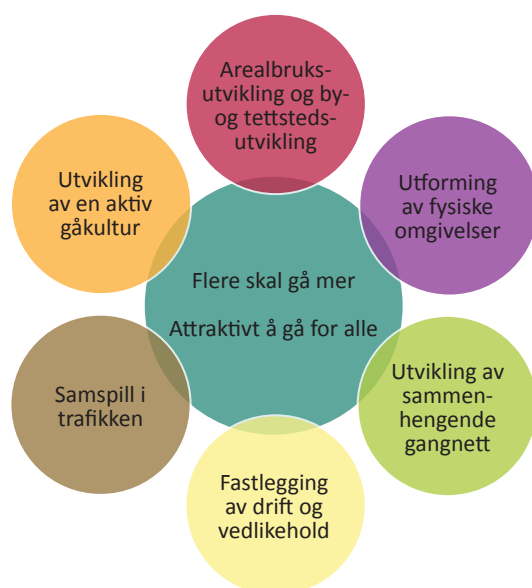 Arealbruks-
utvikling og by-
og tettsteds-
utvikling
Utforming
av fysiske
omgivelser
Utvikling av
sammen-
hengende
gangnett
Fastlegging
av drift og
vedlikehold
Samspill i
trafikken
Utvikling
av en aktiv
gåkultur
Flere skal gå mer
Attraktivt å gå for alle